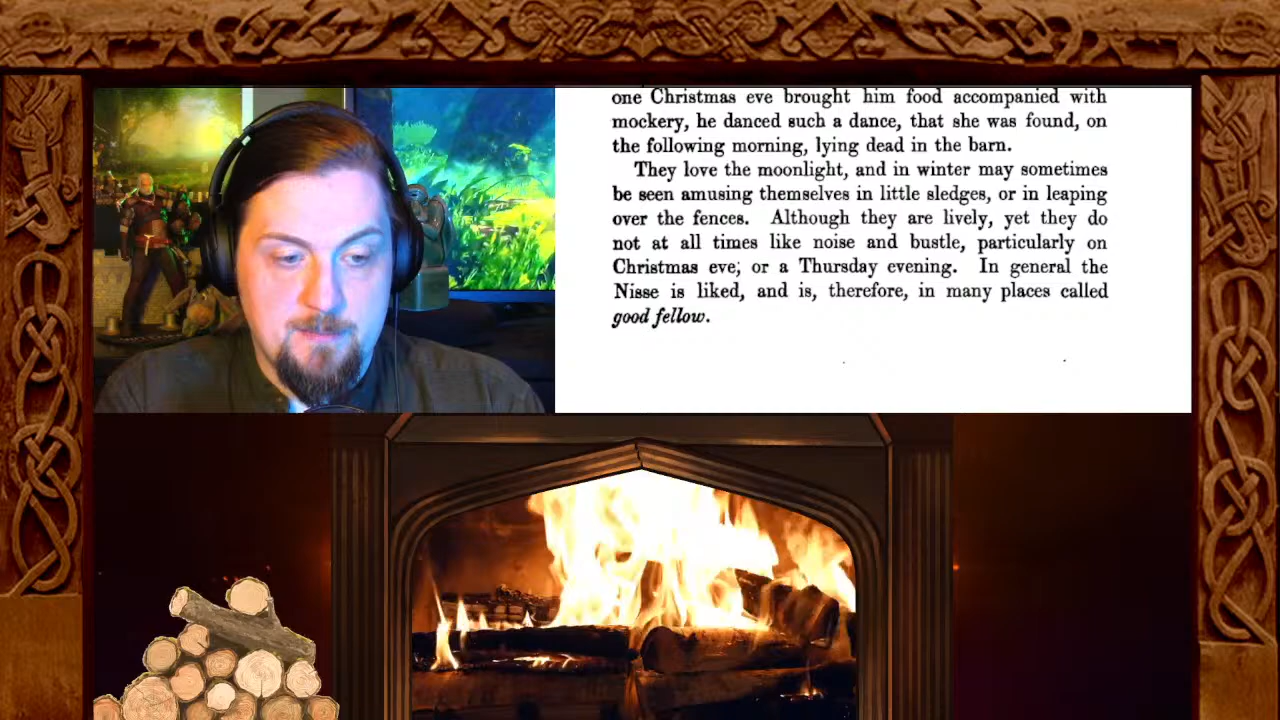 one Christmas eve brought him food accompanied with
mockery, he danced such a dance, that she was found, on
the following morning, lying dead in the barn.
They love the moonlight, and in winter may sometimes
be seen amusing themselves in little sledges, or in leaping
over the fences. Although they are lively, yet they do
not at all times like noise and bustle, particularly on
Christmas eve; or a Thursday evening. In general the
Nisse is liked, and is, therefore, in many places called
good fellow.